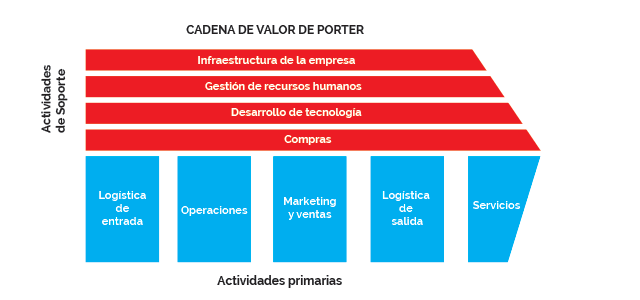 CADENA DE VALOR DE PORTER
Actividades
de Soporte
Infraestructura de la empresa
Gestión de recursos humanos
Desarrollo de tecnología
Compras
Logística
de
entrada
Operaciones
Marketing
y ventas
Logística
de
salida
Servicios
Actividades primarias